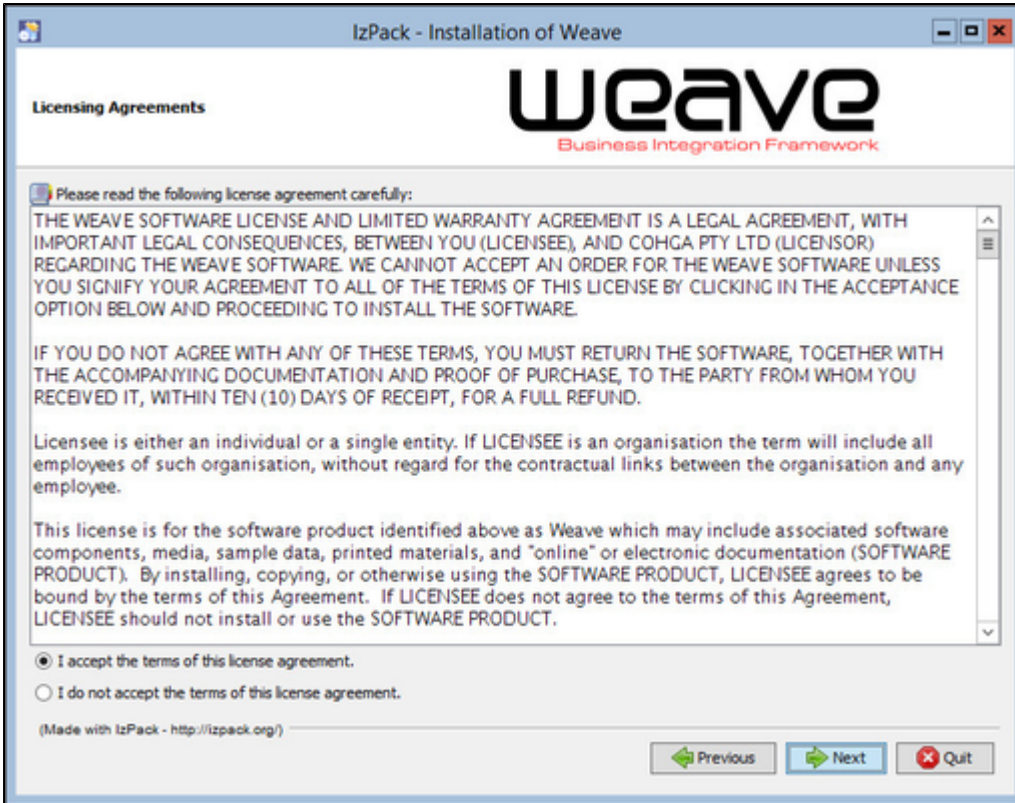 IzPack - Installation of Weave
Licensing Agreements
weave
Business Integration Framework
Please read the following license agreement carefully:
THE WEAVE SOFTWARE LICENSE AND LIMITED WARRANTY AGREEMENT IS A LEGAL AGREEMENT, WITH
IMPORTANT LEGAL CONSEQUENCES, BETWEEN YOU (LICENSEE), AND COHGA PTY LTD (LICENSOR)
REGARDING THE WEAVE SOFTWARE. WE CANNOT ACCEPT AN ORDER FOR THE WEAVE SOFTWARE UNLESS
YOU SIGNIFY YOUR AGREEMENT TO ALL OF THE TERMS OF THIS LICENSE BY CLICKING IN THE ACCEPTANCE
OPTION BELOW AND PROCEEDING TO INSTALL THE SOFTWARE.
IF YOU DO NOT AGREE WITH ANY OF THESE TERMS, YOU MUST RETURN THE SOFTWARE, TOGETHER WITH
THE ACCOMPANYING DOCUMENTATION AND PROOF OF PURCHASE, TO THE PARTY FROM WHOM YOU
RECEIVED IT, WITHIN TEN (10) DAYS OF RECEIPT, FOR A FULL REFUND.
Licensee is either an individual or a single entity. If LICENSEE is an organisation the term will include all
employees of such organisation, without regard for the contractual links between the organisation and any
employee.
This license is for the software product identified above as Weave which may include associated software
components, media, sample data, printed materials, and "online" or electronic documentation (SOFTWARE
PRODUCT). By installing, copying, or otherwise using the SOFTWARE PRODUCT, LICENSEE agrees to be
bound by the terms of this Agreement. If LICENSEE does not agree to the terms of this Agreement,
LICENSEE should not install or use the SOFTWARE PRODUCT.
I accept the terms of this license agreement.
I do not accept the terms of this license agreement.
(Made with IzPack - http://izpack.org/)
Previous
Next
Quit